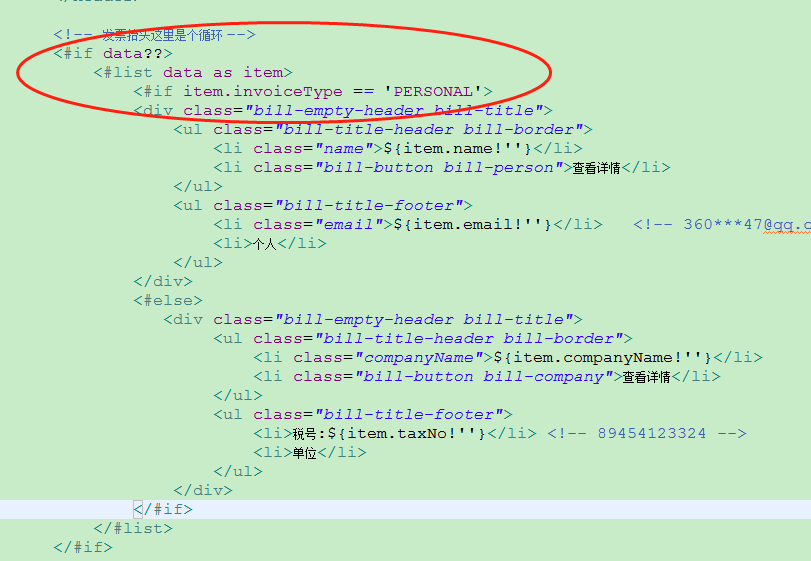 <!-- 发票抬头这里是个循环 -->
<#if data??>
<#list data as item>
<#if item.invoiceType == 'PERSONAL'>
<div class="bill-empty-header bill-title">
<ul class="bill-title-header bill-border">
<li class="name">${item.name!''}</li>
<li class="bill-button bill-person">查看详情</li>
</ul>
<ul class="bill-title-footer">
<li class="email">${item.email!''}</li> <!-- 360***47@qq.c
<li>个人</li>
</ul>
</div>
<#else>
<div class="bill-empty-header bill-title">
<ul class="bill-title-header bill-border">
<li class="companyName">${item.companyName!''}</li>
<li class="bill-button bill-company">查看详情</li>
</ul>
<ul class="bill-title-footer">
<li>税号:${item.taxNo!''}</li> <!-- 89454123324 -->
<li>单位</li>
</ul>
</div>
</#if>
</#list>
</#if>